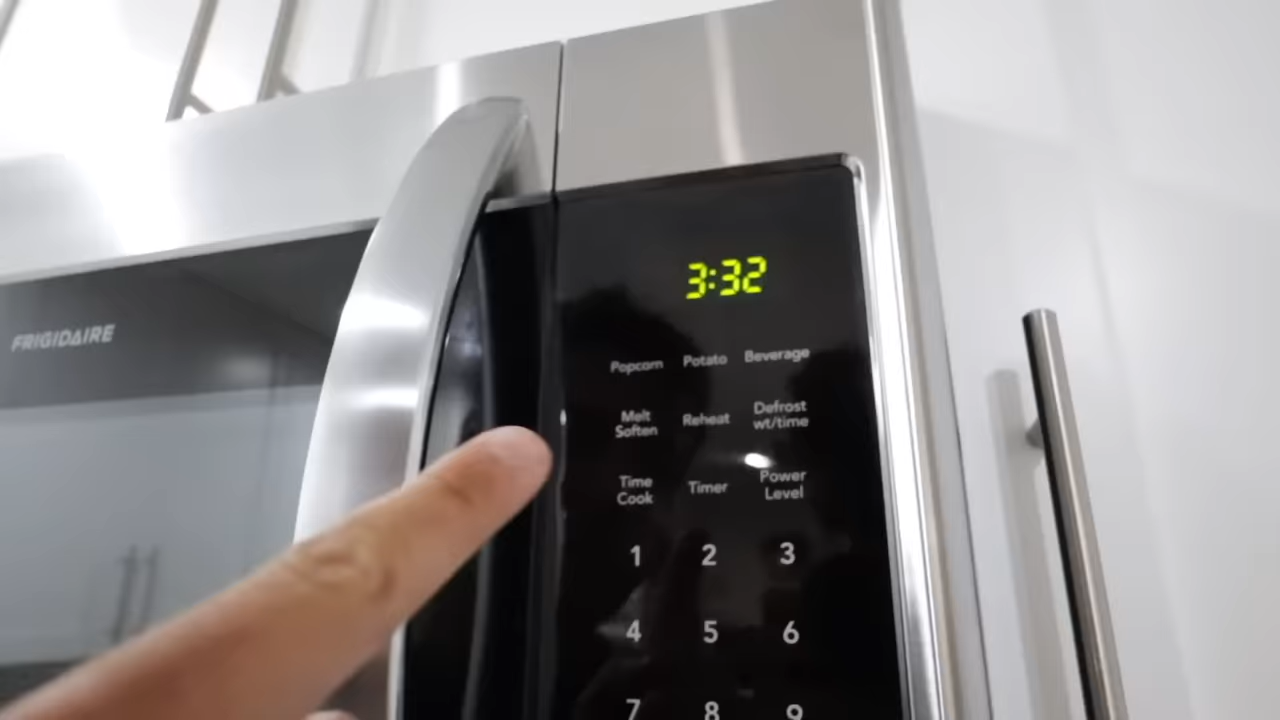 3:32
FRIGIDAIRE
Popcorn Potato Beverage
Melt Soften Reheat Defrost wt/time
Time Cook Timer Power Level
1 2 3
4 5 6
7 8 9